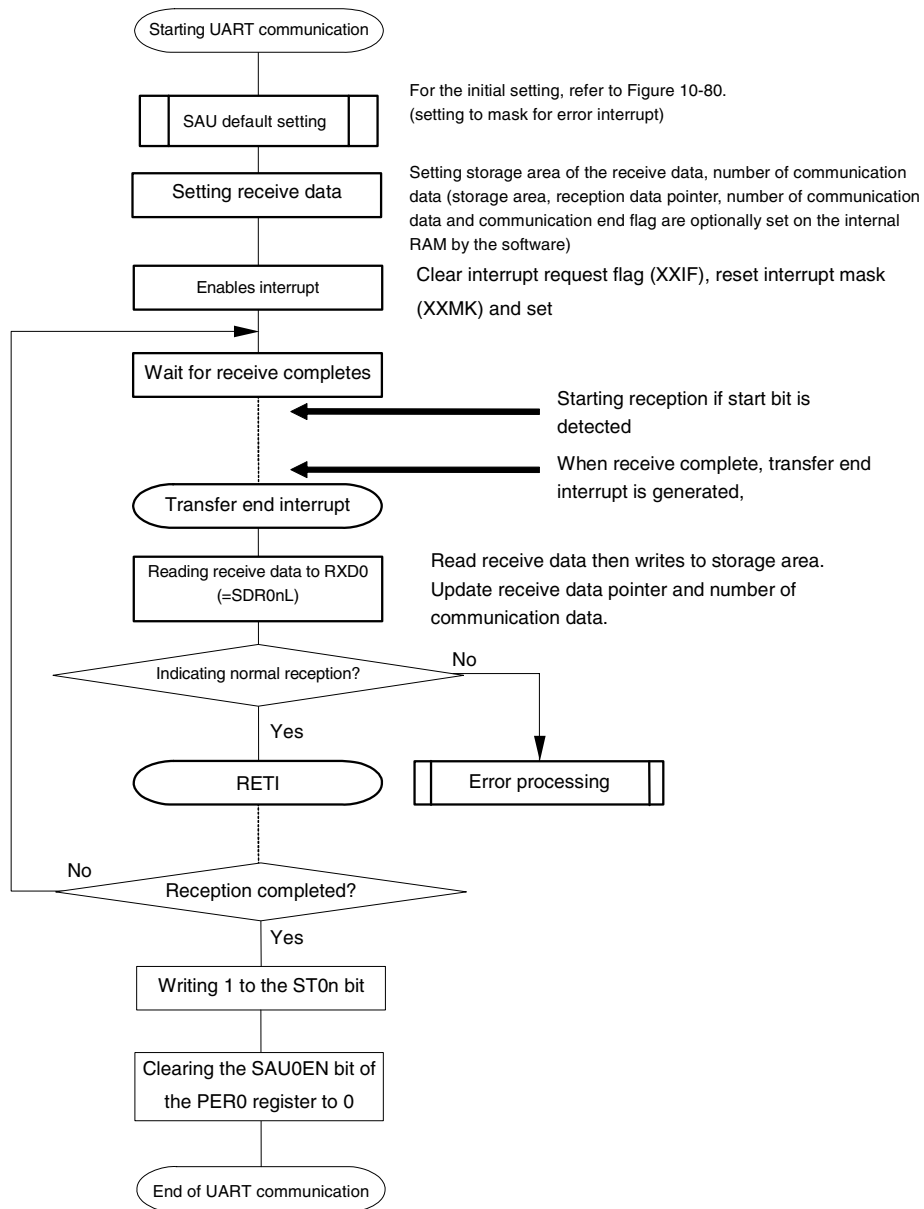 Starting UART communication
For the initial setting, refer to Figure 10-80.
(setting to mask for error interrupt)
SAU default setting
Setting storage area of the receive data, number of communication
data (storage area, reception data pointer, number of communication
data and communication end flag are optionally set on the internal
RAM by the software)
Setting receive data
Clear interrupt request flag (XXIF), reset interrupt mask
(XXMK) and set
Enables interrupt
Wait for receive completes
Starting reception if start bit is
detected
When receive complete, transfer end
interrupt is generated,
Transfer end interrupt
Reading receive data to RXD0
(=SDR0nL)
Read receive data then writes to storage area.
Update receive data pointer and number of
communication data.
Indicating normal reception?
No
Yes
RETI
Error processing
No
Reception completed?
Yes
Writing 1 to the ST0n bit
Clearing the SAU0EN bit of
the PER0 register to 0
End of UART communication